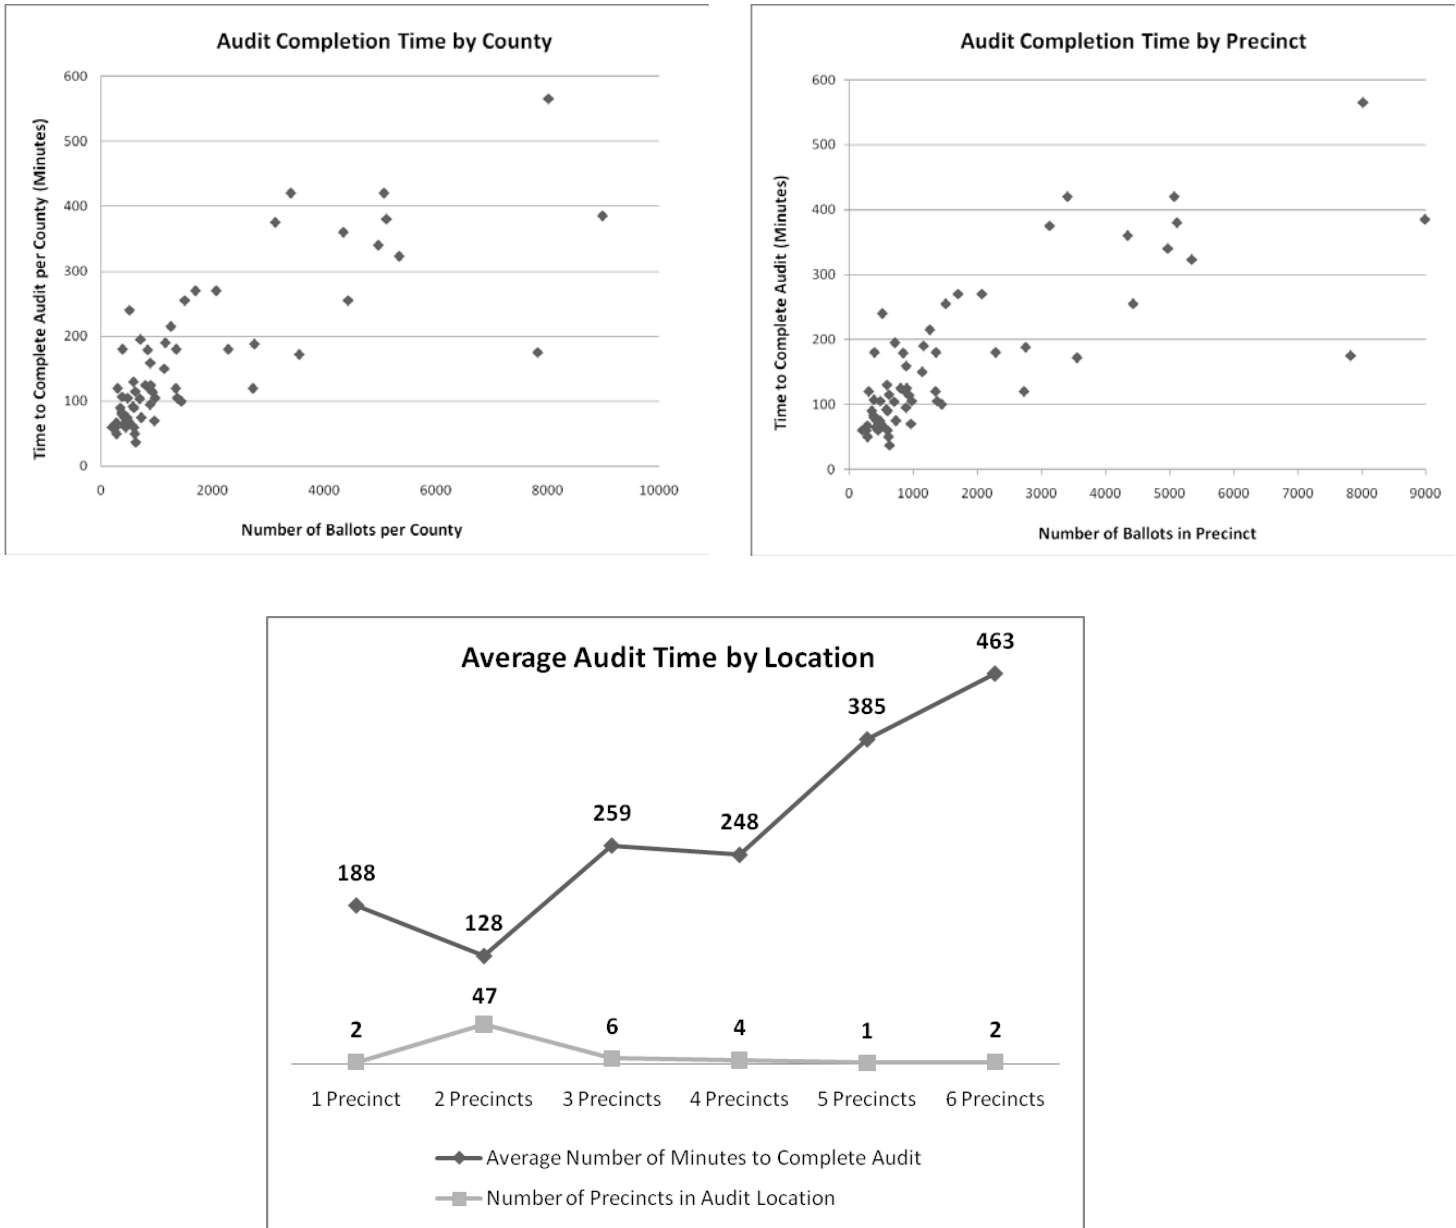 Audit Completion Time by County
Time to Complete Audit per County (Minutes)
600
500
400
300
200
100
0
0 2000 4000 6000 8000 10000
Number of Ballots per County
Audit Completion Time by Precinct
Time to Complete Audit (Minutes)
600
500
400
300
200
100
0
0 1000 2000 3000 4000 5000 6000 7000 8000 9000
Number of Ballots in Precinct
Average Audit Time by Location
188 128 259 248 385 463
2 47 6 4 1 2
1 Precinct 2 Precincts 3 Precincts 4 Precincts 5 Precincts 6 Precincts
Average Number of Minutes to Complete Audit
Number of Precincts in Audit Location